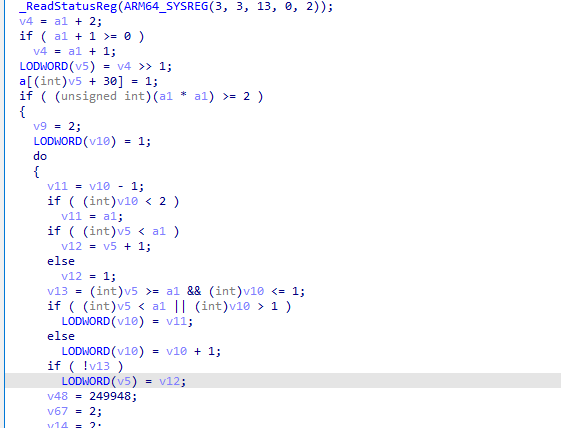 _ReadStatusReg(ARM64_SYSREG(3, 3, 13, 0, 2));
v4 = a1 + 2;
if ( a1 + 1 >= 0 )
v4 = a1 + 1;
LODWORD(v5) = v4 >> 1;
a[(int)v5 + 30] = 1;
if ( (unsigned int)(a1 * a1) >= 2 )
{
v9 = 2;
LODWORD(v10) = 1;
do
{
v11 = v10 - 1;
if ( (int)v10 < 2 )
v11 = a1;
if ( (int)v5 < a1 )
v12 = v5 + 1;
else
v12 = 1;
v13 = (int)v5 >= a1 && (int)v10 <= 1;
if ( (int)v5 < a1 || (int)v10 > 1 )
LODWORD(v10) = v11;
else
LODWORD(v10) = v10 + 1;
if ( !v13 )
LODWORD(v5) = v12;
v48 = 249948;
v67 = 2;
v14 = 2;